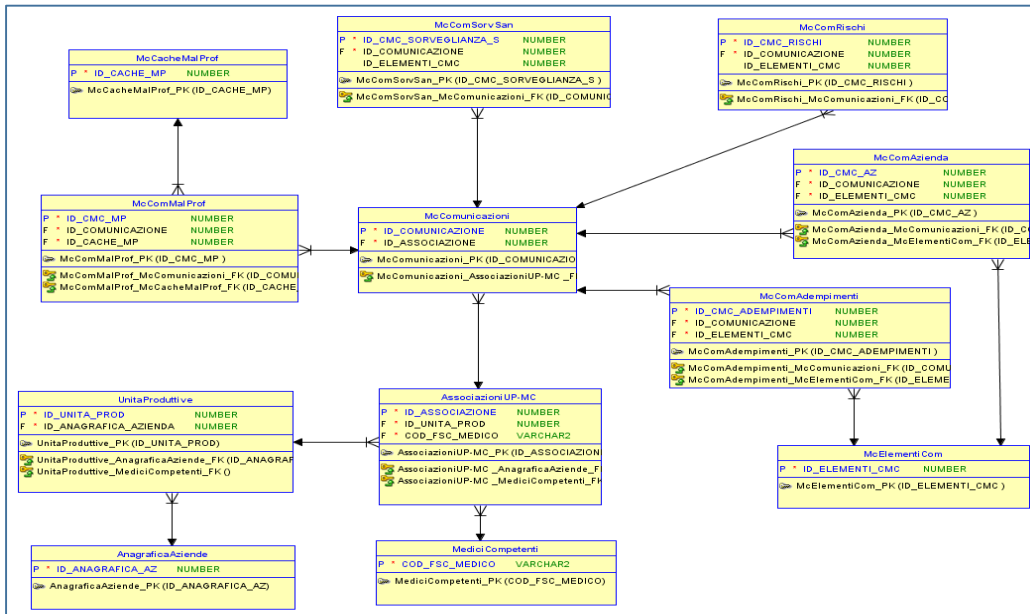 McCacheMalProf
P * ID_CACHE_MP NUMBER
McCacheMalProf_PK (ID_CACHE_MP)
McComSorvSan
P * ID_CMC_SORVEGLIANZA_S NUMBER
F * ID_COMUNICAZIONE NUMBER
ID_ELEMENTI_CMC NUMBER
McComSorvSan_PK (ID_CMC_SORVEGLIANZA_S )
McComSorvSan_McComunicazioni_FK (ID_COMUNIC
McComRischi
P * ID_CMC_RISCHI NUMBER
F * ID_COMUNICAZIONE NUMBER
ID_ELEMENTI_CMC NUMBER
McComRischi_PK (ID_CMC_RISCHI )
McComRischi_McComunicazioni_FK (ID_CO
McComAzienda
P * ID_CMC_AZ NUMBER
F * ID_COMUNICAZIONE NUMBER
F * ID_ELEMENTI_CMC NUMBER
McComAzienda_PK (ID_CMC_AZ )
McComAzienda_McComunicazioni_FK (ID_CO
McComAzienda_McElementiCom_FK (ID_ELE
McComMalProf
P * ID_CMC_MP NUMBER
F * ID_COMUNICAZIONE NUMBER
F * ID_CACHE_MP NUMBER
McComMalProf_PK (ID_CMC_MP )
McComMalProf_McComunicazioni_FK (ID_COMU
McComMalProf_McCacheMalProf_FK (ID_CACHE_
McComunicazioni
P * ID_COMUNICAZIONE NUMBER
F * ID_ASSOCIAZIONE NUMBER
McComunicazioni_PK (ID_COMUNICAZIO
McComunicazioni_AssociazioniUP-MC _F
McComAdempimenti
P * ID_CMC_ADEMPIMENTI NUMBER
F * ID_COMUNICAZIONE NUMBER
F * ID_ELEMENTI_CMC NUMBER
McComAdempimenti_PK (ID_CMC_ADEMPIMENTI )
McComAdempimenti_McComunicazioni_FK (ID_COMU
McComAdempimenti_McElementiCom_FK (ID_ELEME
UnitaProduttive
P * ID_UNITA_PROD NUMBER
F * ID_ANAGRAFICA_AZIENDA NUMBER
UnitaProduttive_PK (ID_UNITA_PROD)
UnitaProduttive_AnagraficaAziende_FK (ID_ANAGRAF
UnitaProduttive_MediciCompetenti_FK ()
AssociazioniUP-MC
P * ID_ASSOCIAZIONE NUMBER
F * ID_UNITA_PROD NUMBER
F * COD_FSC_MEDICO VARCHAR2
AssociazioniUP-MC_PK (ID_ASSOCIAZION
AssociazioniUP-MC _AnagraficaAziende_F
AssociazioniUP-MC _MediciCompetenti_FK
McElementiCom
P * ID_ELEMENTI_CMC NUMBER
McElementiCom_PK (ID_ELEMENTI_CMC )
AnagraficaAziende
P * ID_ANAGRAFICA_AZ NUMBER
AnagraficaAziende_PK (ID_ANAGRAFICA_AZ)
MediciCompetenti
P * COD_FSC_MEDICO VARCHAR2
MediciCompetenti_PK (COD_FSC_MEDICO)